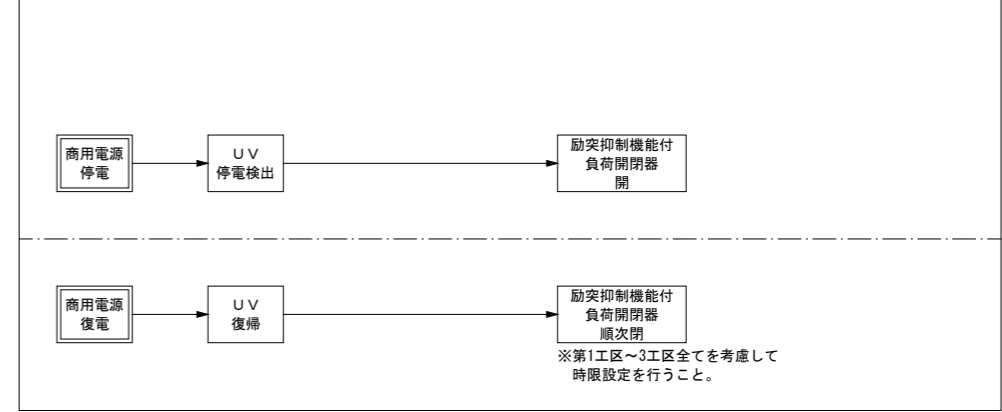 商用電源
停電
ＵＶ
停電検出
励突抑制機能付
負荷開閉器
開
商用電源
復電
ＵＶ
復帰
励突抑制機能付
負荷開閉器
順次閉
※第1工区～3工区全てを考慮して
時限設定を行うこと。